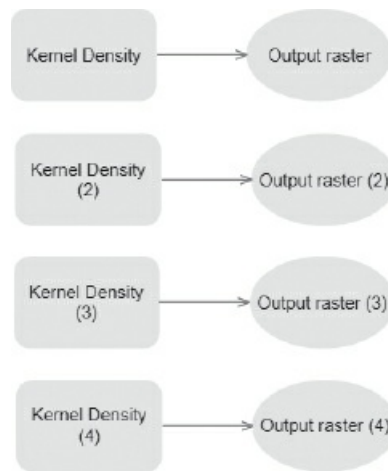 Kernel Density
Output raster
Kernel Density
(2)
Output raster (2)
Kernel Density
(3)
Output raster (3)
Kernel Density
(4)
Output raster (4)